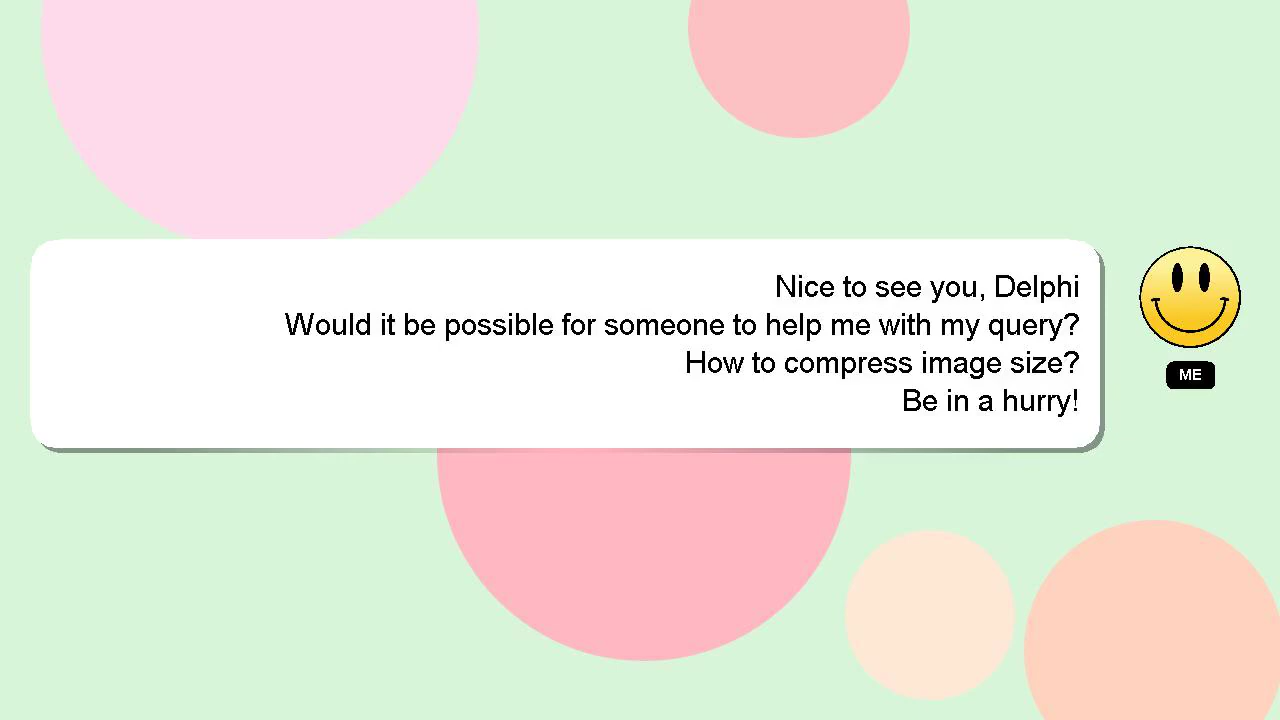 Nice to see you, Delphi
Would it be possible for someone to help me with my query?
How to compress image size?
Be in a hurry!
ME